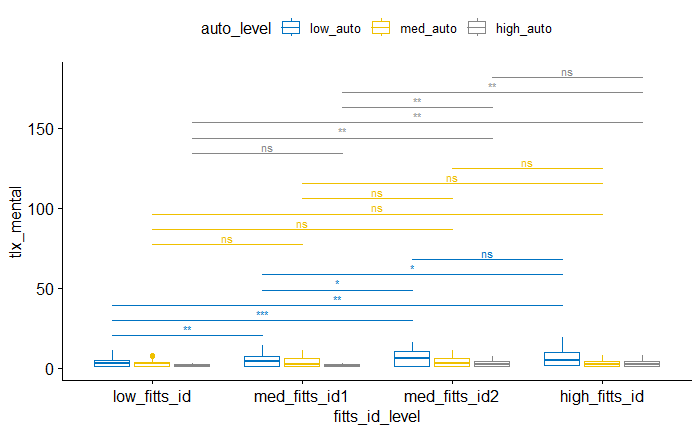 auto_level low_auto med_auto high_auto
ns
**
**
**
**
ns
ns
ns
ns
ns
ns
ns
ns
*
*
**
***
**
150
100
50
0
tlx_mental
low_fitts_id med_fitts_id1 med_fitts_id2 high_fitts_id
fitts_id_level